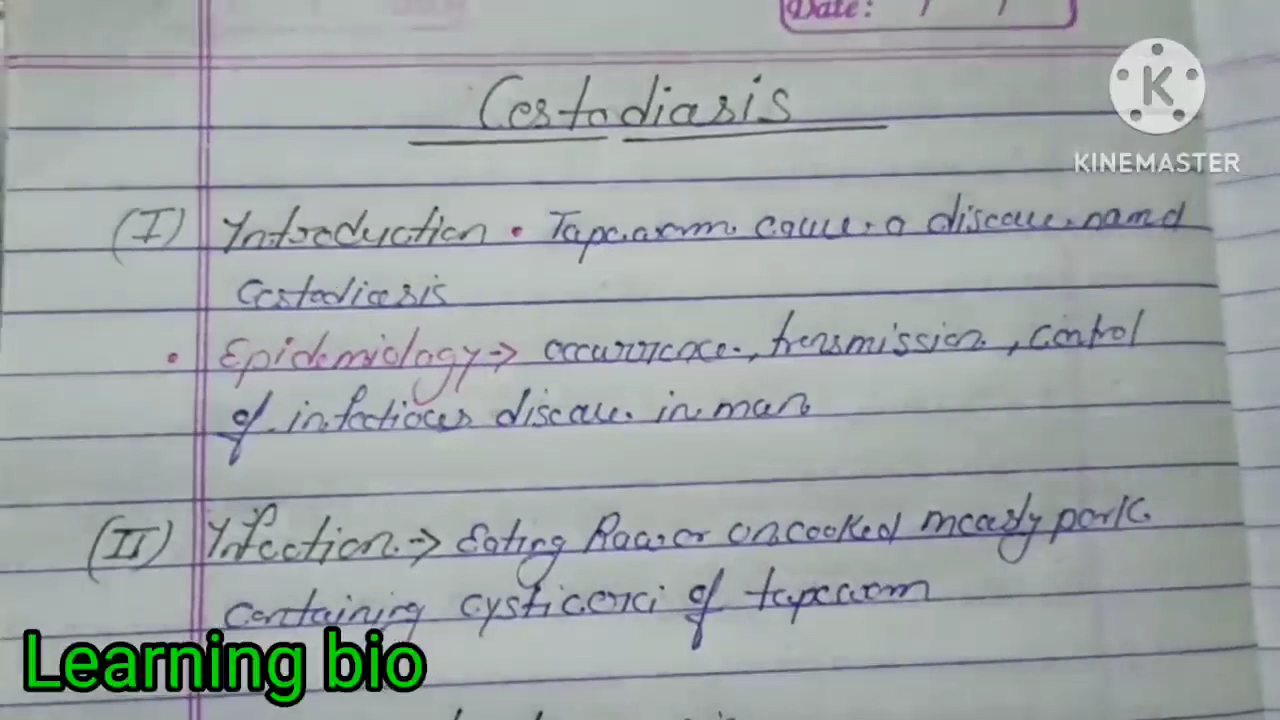 Date: / /
Cestodiasis
KINEMASTER
(I) Introduction • Tapeworm cause a disease named
Cestodiasis
• Epidemiology → occurrence, transmission, control
of infectious disease in man
(II) Infection → Eating Raw or uncooked measly pork
containing cysticerci of tapeworm
Learning bio